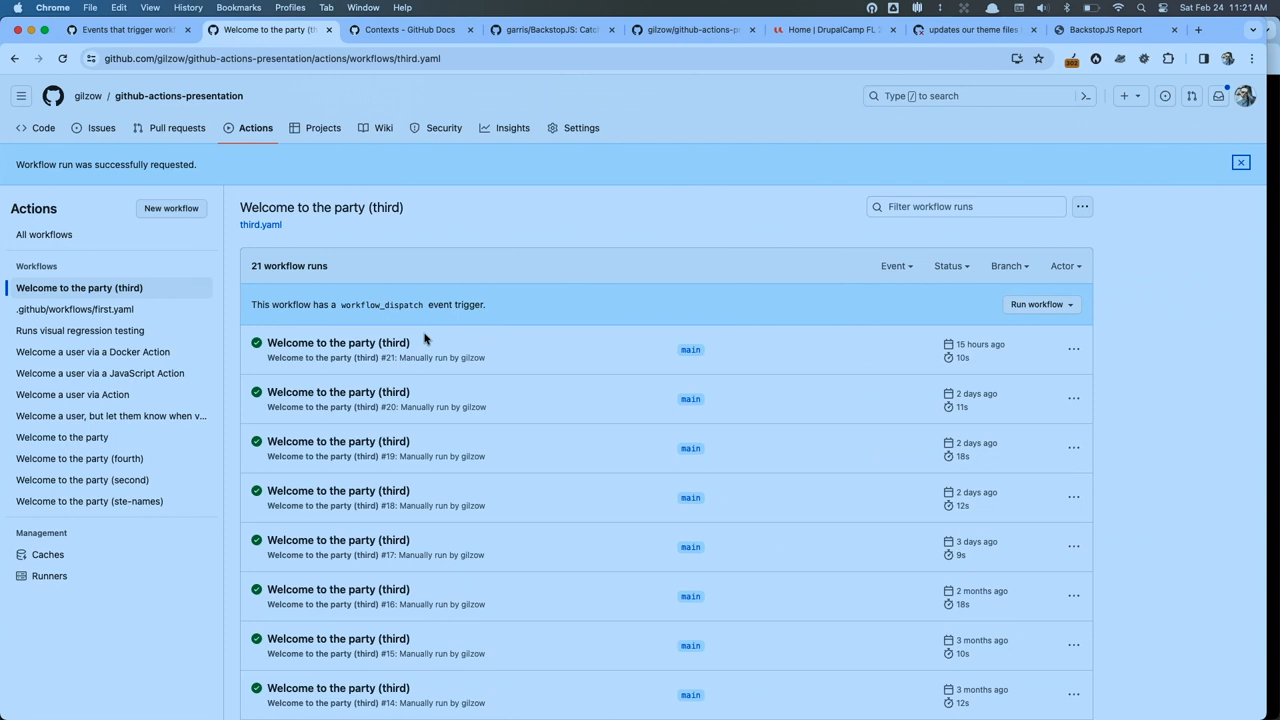 Chrome File Edit View History Bookmarks Profiles Tab Window Help Sat Feb 24 11:21 AM
Events that trigger work Welcome to the party (th Contexts - GitHub Docs garris/BackstopJS: Catc gilzow/github-actions-pr Home | DrupalCamp FL 2 updates our theme files BackstopJS Report
github.com/gilzow/github-actions-presentation/actions/workflows/third.yaml 302
gilzow / github-actions-presentation Type / to search
Code Issues Pull requests Actions Projects Wiki Security Insights Settings
Workflow run was successfully requested.
Actions New workflow
All workflows
Workflows
Welcome to the party (third)
.github/workflows/first.yaml
Runs visual regression testing
Welcome a user via a Docker Action
Welcome a user via a JavaScript Action
Welcome a user via Action
Welcome a user, but let them know when v...
Welcome to the party
Welcome to the party (fourth)
Welcome to the party (second)
Welcome to the party (ste-names)
Management
Caches
Runners
Welcome to the party (third)
third.yaml
Filter workflow runs
21 workflow runs Event Status Branch Actor
This workflow has a workflow_dispatch event trigger. Run workflow
Welcome to the party (third) main 15 hours ago
Welcome to the party (third) #21: Manually run by gilzow 10s
Welcome to the party (third) main 2 days ago
Welcome to the party (third) #20: Manually run by gilzow 11s
Welcome to the party (third) main 2 days ago
Welcome to the party (third) #19: Manually run by gilzow 18s
Welcome to the party (third) main 2 days ago
Welcome to the party (third) #18: Manually run by gilzow 12s
Welcome to the party (third) main 3 days ago
Welcome to the party (third) #17: Manually run by gilzow 9s
Welcome to the party (third) main 2 months ago
Welcome to the party (third) #16: Manually run by gilzow 18s
Welcome to the party (third) main 3 months ago
Welcome to the party (third) #15: Manually run by gilzow 10s
Welcome to the party (third) main 3 months ago
Welcome to the party (third) #14: Manually run by gilzow 12s